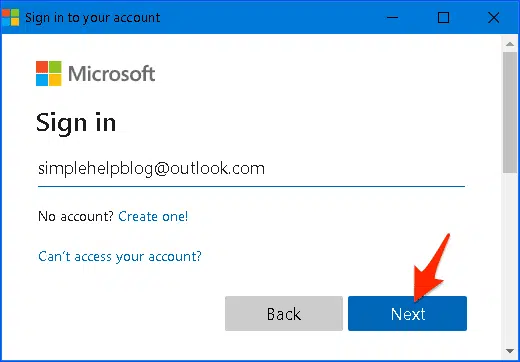 Sign in to your account
Microsoft
Sign in
simplehelpblog@outlook.com
No account? Create one!
Can't access your account?
Back Next